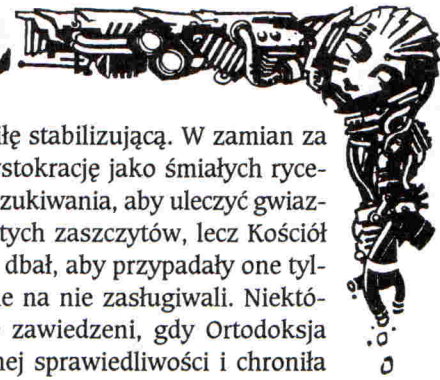 iłę stabilizującą. W zamian za
ystokrację jako śmiałych ryce-
zukiwania, aby uleczyć gwiaz-
tych zaszczytów, lecz Kościół
dbał, aby przypadały one tyl-
e na nie zasługiwali. Niektó-
zawiedzeni, gdy Ortodoksja
nej sprawiedliwości i chroniła